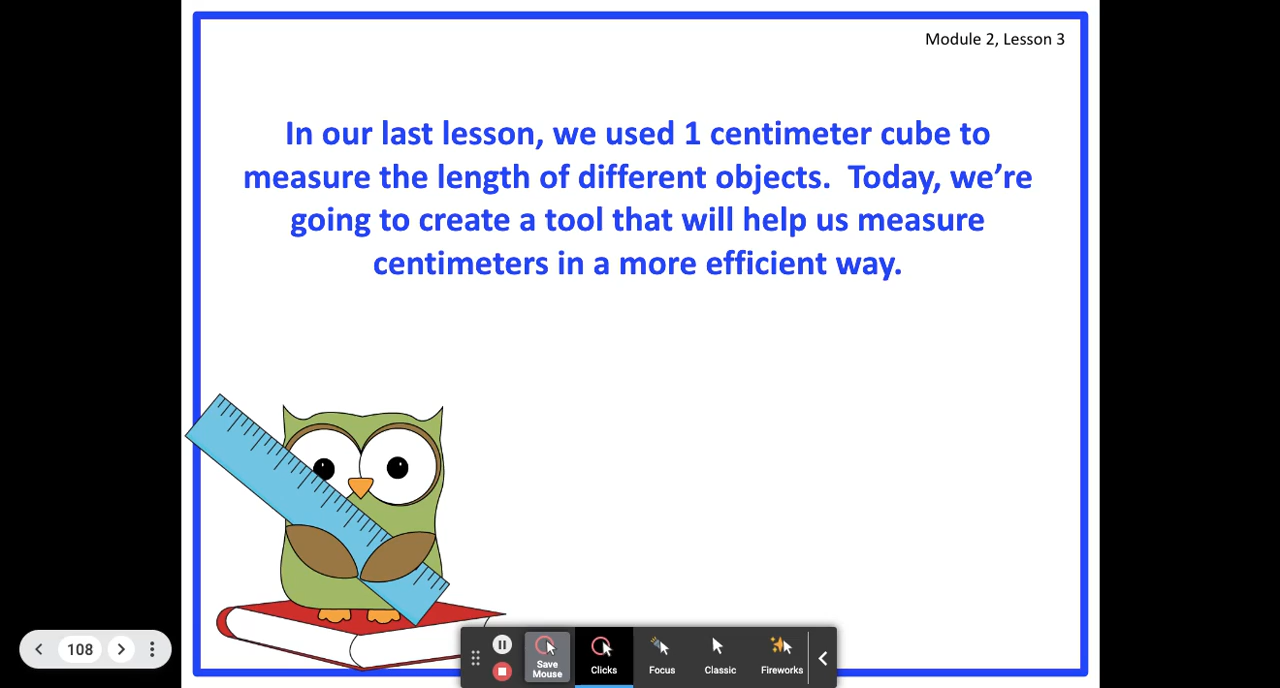 Module 2, Lesson 3
In our last lesson, we used 1 centimeter cube to
measure the length of different objects.  Today, we’re
going to create a tool that will help us measure
centimeters in a more efficient way.
108
Save
Mouse
Clicks
Focus
Classic
Fireworks